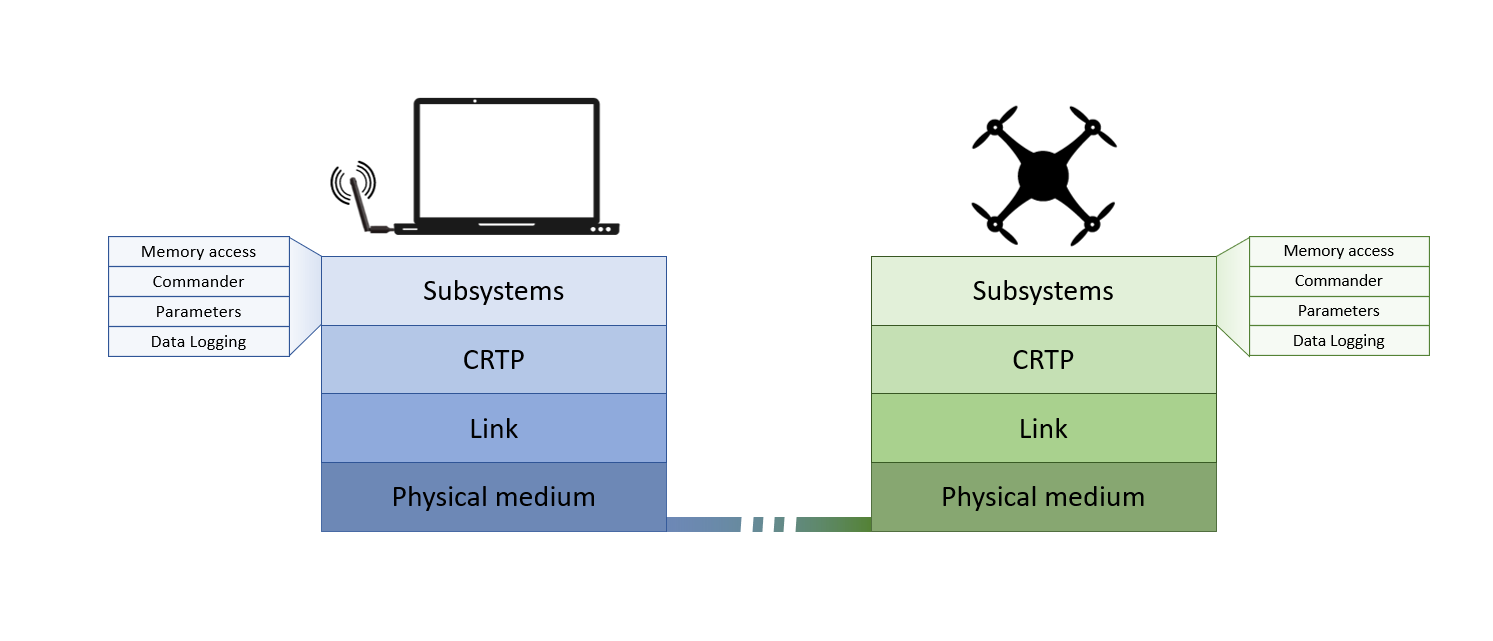 Memory access
Commander
Parameters
Data Logging
Subsystems
CRTP
Link
Physical medium
Subsystems
CRTP
Link
Physical medium
Memory access
Commander
Parameters
Data Logging